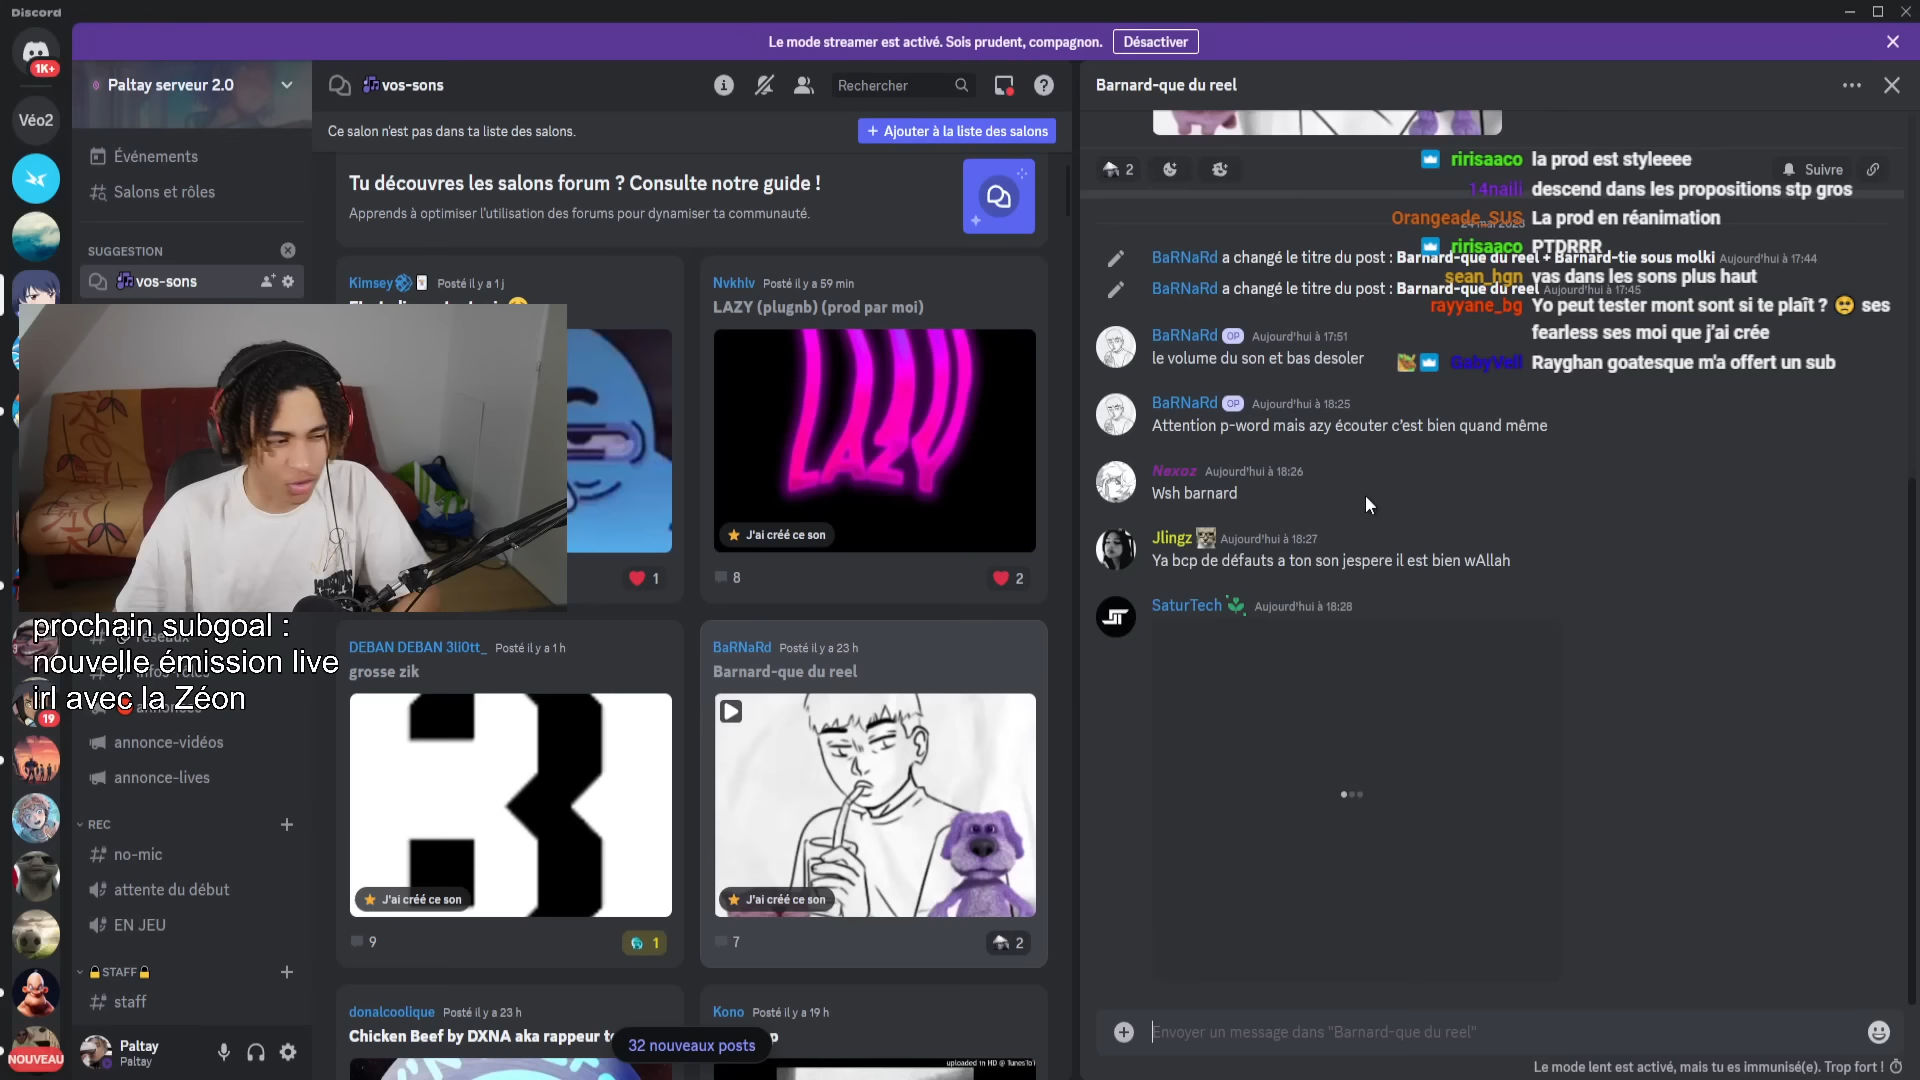 Discord
Le mode streamer est activé. Sois prudent, compagnon.
Désactiver
1K+
Véo2
19
NOUVEAU
Paltay serveur 2.0
Événements
Salons et rôles
SUGGESTION
vos-sons
prochain subgoal :
nouvelle émission live
irl avec la Zéon
annonce-vidéos
annonce-lives
REC
no-mic
attente du début
EN JEU
STAFF
staff
Paltay
Paltay
vos-sons
Rechercher
Ce salon n'est pas dans ta liste des salons.
+ Ajouter à la liste des salons
Tu découvres les salons forum ? Consulte notre guide !
Apprends à optimiser l'utilisation des forums pour dynamiser ta communauté.
Kimsey Posté il y a 1 j
1
Nvkhlv Posté il y a 59 min
LAZY (plugnb) (prod par moi)
LAZY
J'ai créé ce son
8
2
DEBAN DEBAN 3li0tt_ Posté il y a 1 h
grosse zik
J'ai créé ce son
9
1
BaRNaRd Posté il y a 23 h
Barnard-que du reel
J'ai créé ce son
7
2
donalcoolique Posté il y a 23 h
Chicken Beef by DXNA aka rappeur
Kono Posté il y a 19 h
32 nouveaux posts
uploaded in HD @
Barnard-que du reel
2
Suivre
ririsaaco la prod est styleeee
14naili descend dans les propositions stp gros
Orangeade_SUS La prod en réanimation
ririsaaco PTDRRR
BaRNaRd a changé le titre du post : Barnard-que du reel + Barnard-tie sous molki Aujourd'hui à 17:44
sean_hgn vas dans les sons plus haut
BaRNaRd a changé le titre du post : Barnard-que du reel Aujourd'hui à 17:45
rayyane_bg Yo peut tester mont sont si te plaît ? ses
fearless ses moi que j'ai crée
GabyVoll Rayghan goatesque m'a offert un sub
BaRNaRd OP Aujourd'hui à 17:51
le volume du son et bas desoler
BaRNaRd OP Aujourd'hui à 18:25
Attention p-word mais azy écouter c'est bien quand même
Nexoz Aujourd'hui à 18:26
Wsh barnard
Jlingz Aujourd'hui à 18:27
Ya bcp de défauts a ton son jespere il est bien wAllah
SaturTech Aujourd'hui à 18:28
Envoyer un message dans "Barnard-que du reel"
Le mode lent est activé, mais tu es immunisé(e). Trop fort !